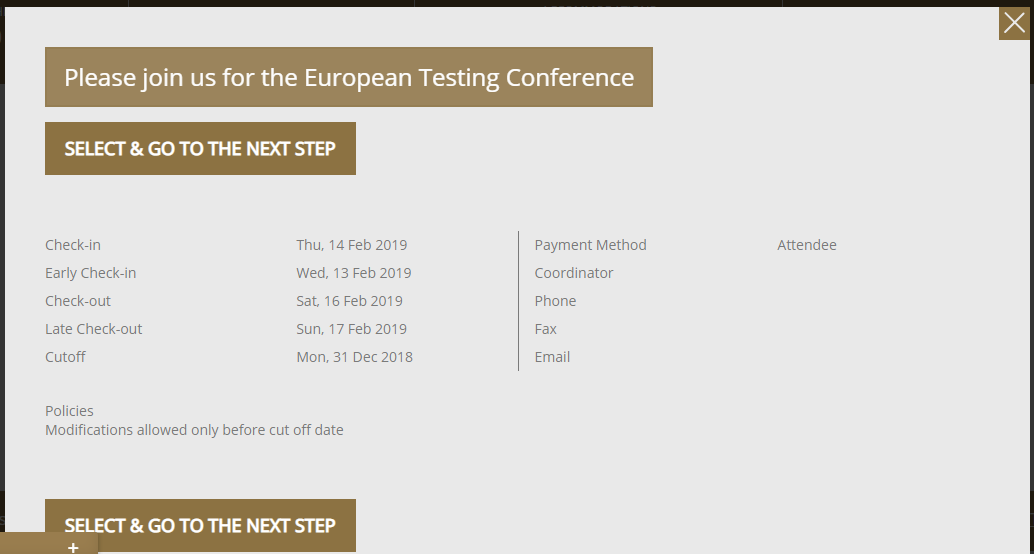 Please join us for the European Testing Conference
SELECT & GO TO THE NEXT STEP
Check-in Thu, 14 Feb 2019 Payment Method Attendee
Early Check-in Wed, 13 Feb 2019 Coordinator
Check-out Sat, 16 Feb 2019 Phone
Late Check-out Sun, 17 Feb 2019 Fax
Cutoff Mon, 31 Dec 2018 Email
Policies
Modifications allowed only before cut off date
SELECT & GO TO THE NEXT STEP
+